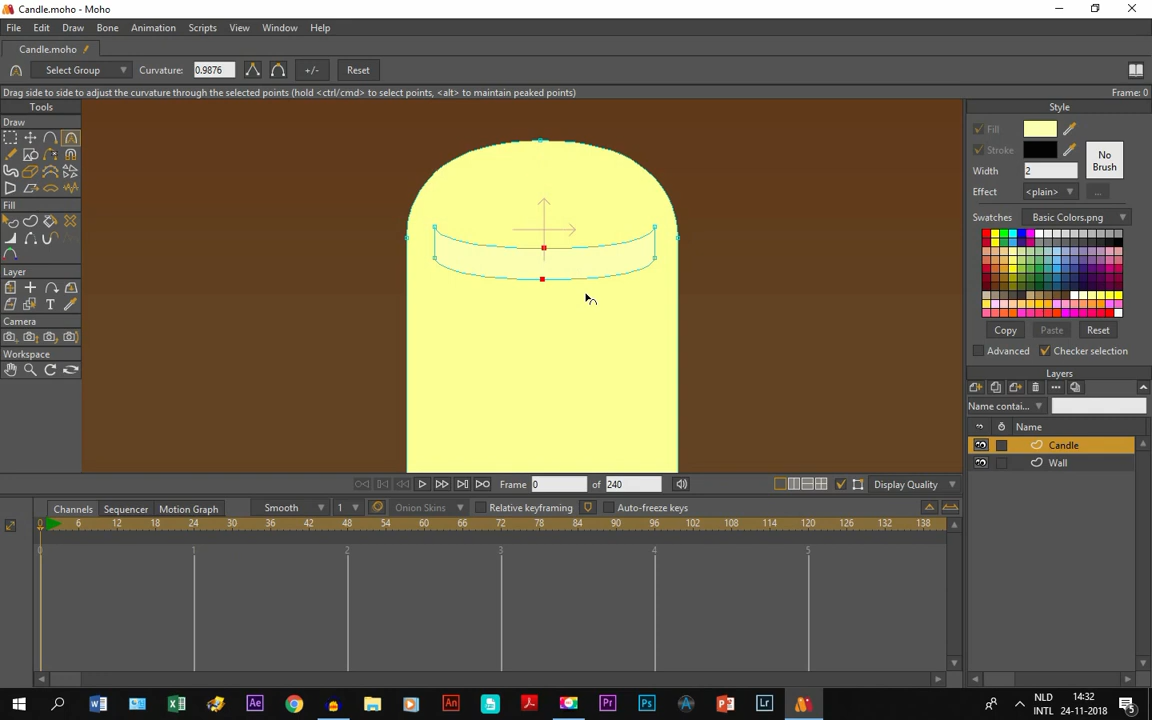 Candle.moho - Moho
File Edit Draw Bone Animation Scripts View Window Help
Candle.moho
Select Group Curvature: 0.9876 +/- Reset
Drag side to side to adjust the curvature through the selected points (hold <ctrl/cmd> to select points, <alt> to maintain peaked points) Frame: 0
Tools Style
Draw
Fill
Stroke
No
Brush
Width 2
Effect <plain> ...
Fill
Swatches Basic Colors.png
Layer
T
Camera
Copy Paste Reset
Workspace
Advanced Checker selection
Layers
Name contai...
Name
Candle
Wall
Frame 0 of 240 Display Quality
Channels Sequencer Motion Graph Smooth 1 Onion Skins Relative keyframing Auto-freeze keys
0 6 12 18 24 30 36 42 48 54 60 66 72 78 84 90 96 102 108 114 120 126 132 138
0 1 2 3 4 5
W X Ae An Pr Ps P Lr NLD 14:32
INTL 24-11-2018 5